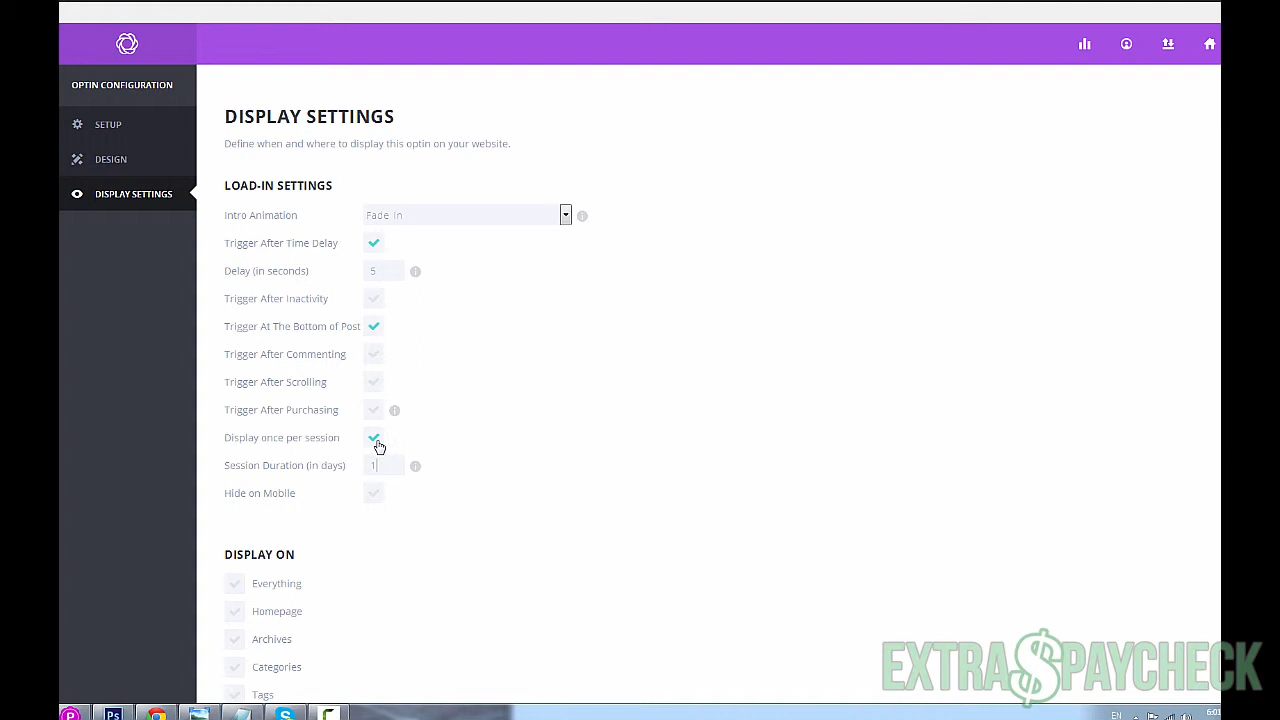 OPTIN CONFIGURATION
SETUP
DESIGN
DISPLAY SETTINGS
DISPLAY SETTINGS
Define when and where to display this optin on your website.
LOAD-IN SETTINGS
Intro Animation Fade In
Trigger After Time Delay
Delay (in seconds) 5
Trigger After Inactivity
Trigger At The Bottom of Post
Trigger After Commenting
Trigger After Scrolling
Trigger After Purchasing
Display once per session
Session Duration (in days) 1
Hide on Mobile
DISPLAY ON
Everything
Homepage
Archives
Categories
Tags
EXTRA$PAYCHECK
Ps
EN